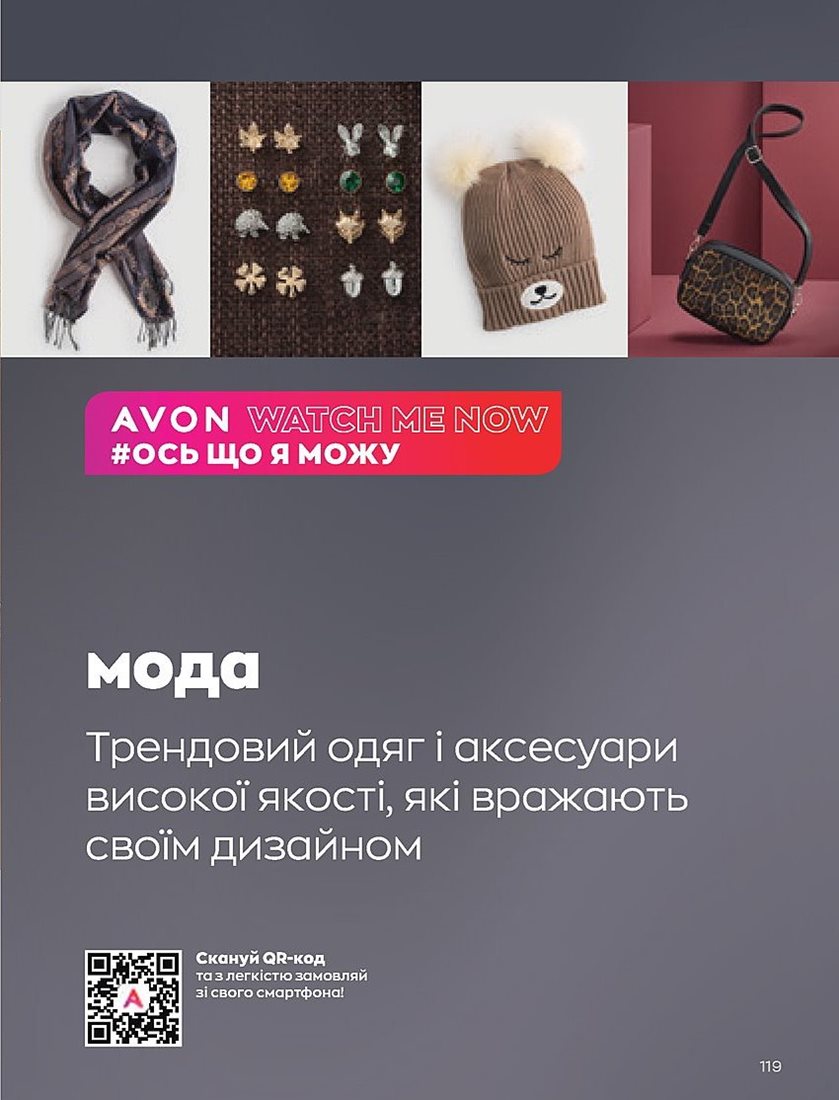 AVON WATCH ME NOW
#ОСЬ ЩО Я МОЖУ
мода
Трендовий одяг і аксесуари
високої якості, які вражають
своїм дизайном
Скануй QR-код
та з легкістю замовляй
зі свого смартфона!
119